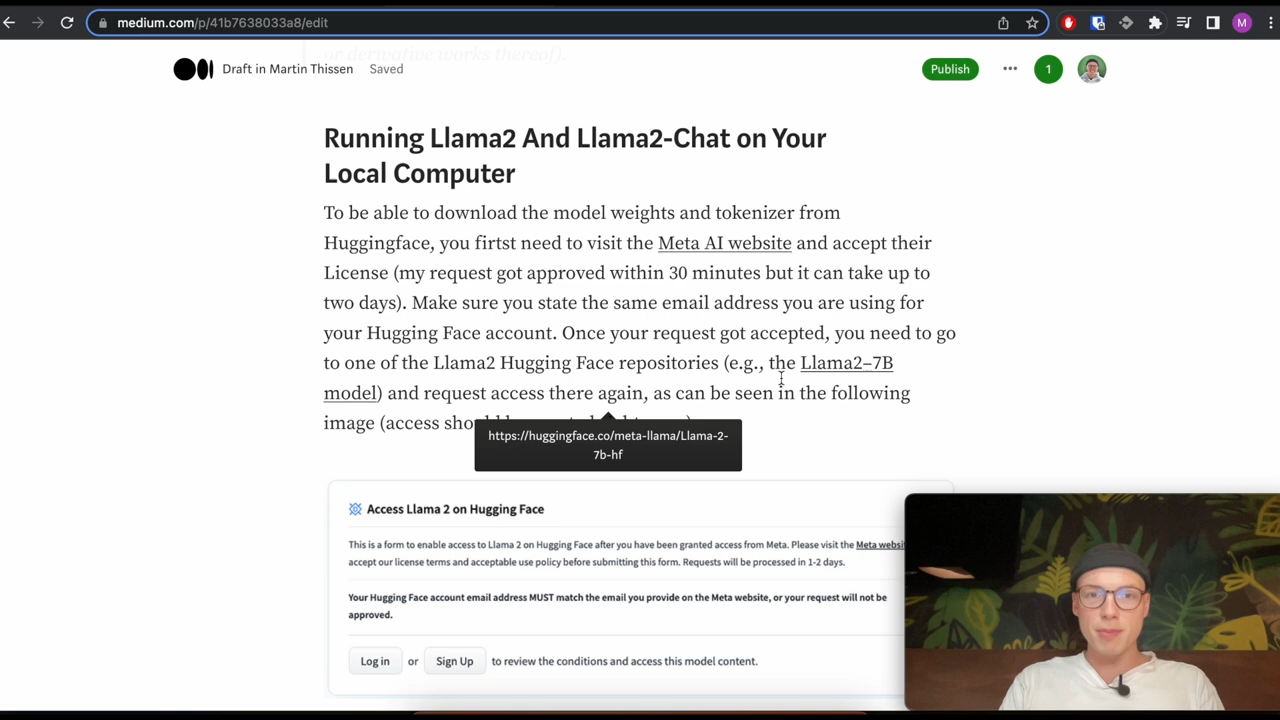 medium.com/p/41b7638033a8/edit
M
or derivative works thereof).
Draft in Martin Thissen Saved
Publish
1
Running Llama2 And Llama2-Chat on Your
Local Computer
To be able to download the model weights and tokenizer from
Huggingface, you firtst need to visit the Meta AI website and accept their
License (my request got approved within 30 minutes but it can take up to
two days). Make sure you state the same email address you are using for
your Hugging Face account. Once your request got accepted, you need to go
to one of the Llama2 Hugging Face repositories (e.g., the Llama2–7B
model) and request access there again, as can be seen in the following
image (access
https://huggingface.co/meta-llama/Llama-2-
7b-hf
Access Llama 2 on Hugging Face
This is a form to enable access to Llama 2 on Hugging Face after you have been granted access from Meta. Please visit the Meta
accept our license terms and acceptable use policy before submitting this form. Requests will be processed in 1-2 days.
Your Hugging Face account email address MUST match the email you provide on the Meta website, or your request will not be
approved.
Log in or Sign Up to review the conditions and access this model content.